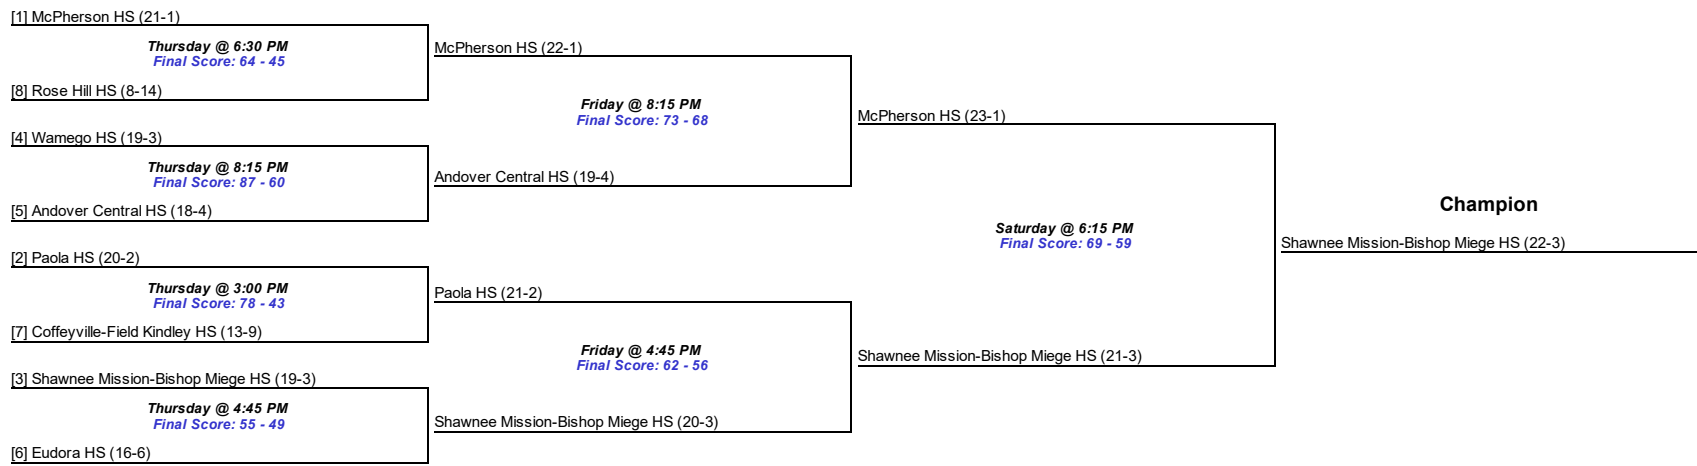 [1] McPherson HS (21-1)
Thursday @ 6:30 PM
Final Score: 64 - 45
[8] Rose Hill HS (8-14)
[4] Wamego HS (19-3)
Thursday @ 8:15 PM
Final Score: 87 - 60
[5] Andover Central HS (18-4)
[2] Paola HS (20-2)
Thursday @ 3:00 PM
Final Score: 78 - 43
[7] Coffeyville-Field Kindley HS (13-9)
[3] Shawnee Mission-Bishop Miege HS (19-3)
Thursday @ 4:45 PM
Final Score: 55 - 49
[6] Eudora HS (16-6)
McPherson HS (22-1)
Friday @ 8:15 PM
Final Score: 73 - 68
Andover Central HS (19-4)
Paola HS (21-2)
Friday @ 4:45 PM
Final Score: 62 - 56
Shawnee Mission-Bishop Miege HS (20-3)
McPherson HS (23-1)
Saturday @ 6:15 PM
Final Score: 69 - 59
Shawnee Mission-Bishop Miege HS (21-3)
Champion
Shawnee Mission-Bishop Miege HS (22-3)